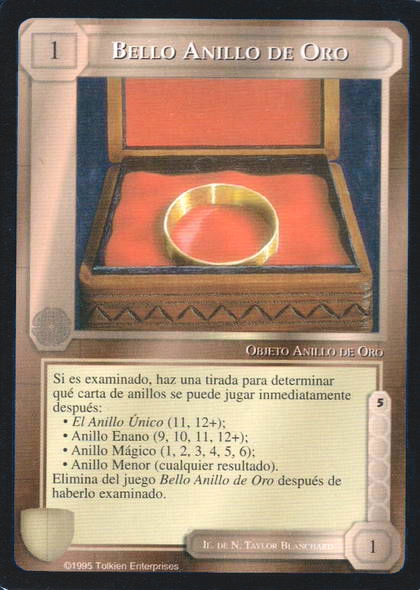 1
BELLO ANILLO DE ORO
OBJETO ANILLO DE ORO
Si es examinado, haz una tirada para determinar
qué carta de anillos se puede jugar inmediatamente
después:
• El Anillo Único (11, 12+);
• Anillo Enano (9, 10, 11, 12+);
• Anillo Mágico (1, 2, 3, 4, 5, 6);
• Anillo Menor (cualquier resultado).
Elimina del juego Bello Anillo de Oro después de
haberlo examinado.
5
IL. DE N. TAYLOR BLANCHARD
1
©1995 Tolkien Enterprises